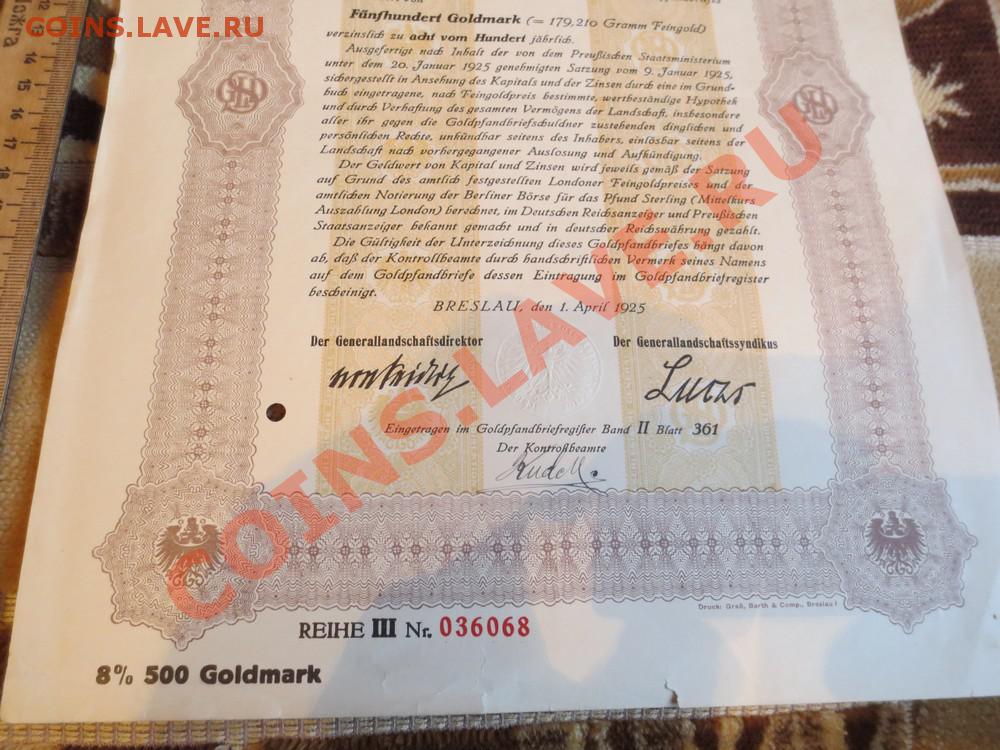 COINS.LAVE.RU
Fünfhundert Goldmark (= 179,210 Gramm Feingold)
verzinslich zu acht vom Hundert jährlich.
Ausgefertigt nach Inhalt der von dem Preußischen Staatsministerium
unter dem 20. Januar 1925 genehmigten Satzung vom 9. Januar 1925,
sichergestellt in Ansehung des Kapitals und der Zinsen durch eine im Grund-
buch eingetragene, nach Feingoldpreis bestimmte, wertbeständige Hypothek
und durch Verhaftung des gesamten Vermögens der Landschaft, insbesondere
aller ihr gegen die Goldpfandbriefschuldner zustehenden dinglichen und
persönlichen Rechte, unkündbar seitens des Inhabers, einlösbar seitens der
Landschaft nach vorhergegangener Auslosung und Aufkündigung.
Der Geldwert von Kapital und Zinsen wird jeweils gemäß der Satzung
auf Grund des amtlich festgestellten Londoner Feingoldpreises und der
amtlichen Notierung der Berliner Börse für das Pfund Sterling (Mittelkurs
Auszahlung London) berechnet, im Deutschen Reichsanzeiger und Preußischen
Staatsanzeiger bekannt gemacht und in deutscher Reichswährung gezahlt.
Die Gültigkeit der Unterzeichnung dieses Goldpfandbriefes hängt davon
ab, daß der Kontrollbeamte durch handschriftlichen Vermerk seines Namens
auf dem Goldpfandbriefe dessen Eintragung im Goldpfandbriefregister
bescheinigt.
BRESLAU, den 1. April 1925
Der Generallandschaftsdirektor
Der Generallandschaftssyndikus
Eingetragen im Goldpfandbriefregister Band II Blatt 361
Der Kontrollbeamte
Druck: Graß, Barth & Comp., Breslau I
REIHE III Nr. 036068
8% 500 Goldmark
COINS.LAVE.RU
12
13
14
15
16
17